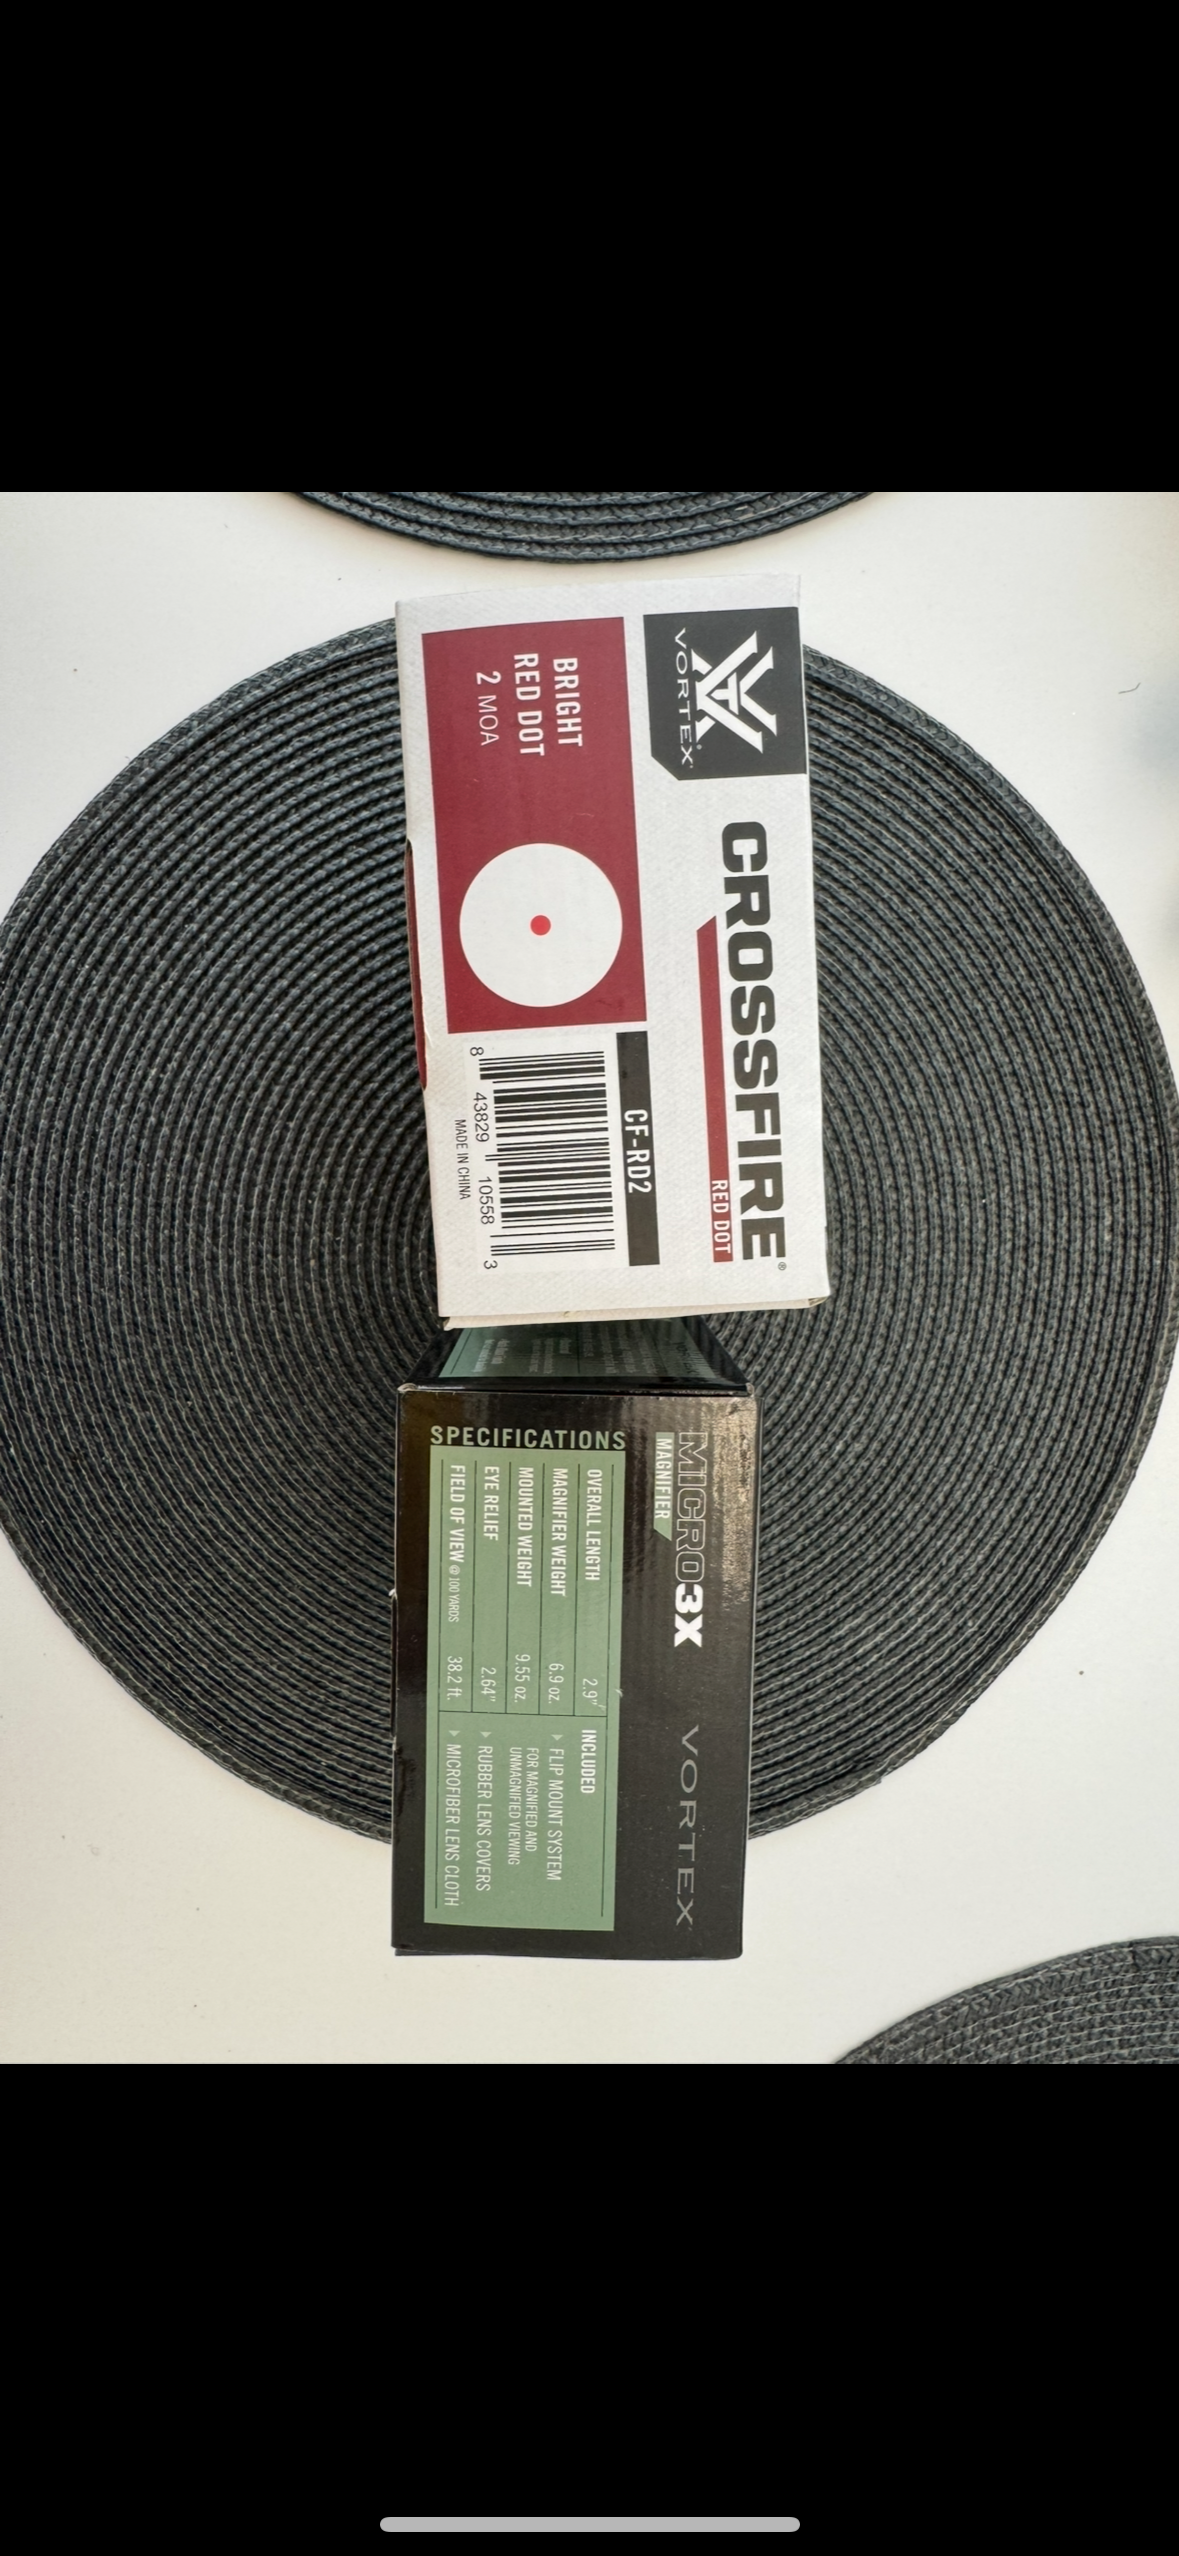 VORTEX
CROSSFIRE®
RED DOT
BRIGHT
RED DOT
2 MOA
CF-RD2
8 43829 10558 3
MADE IN CHINA
MICRO3X VORTEX
MAGNIFIER
SPECIFICATIONS
OVERALL LENGTH 2.9"
MAGNIFIER WEIGHT 6.9 oz.
MOUNTED WEIGHT 9.55 oz.
EYE RELIEF 2.64"
FIELD OF VIEW @ 100 YARDS 38.2 ft.
INCLUDED
FLIP MOUNT SYSTEM
FOR MAGNIFIED AND
UNMAGNIFIED VIEWING
RUBBER LENS COVERS
MICROFIBER LENS CLOTH